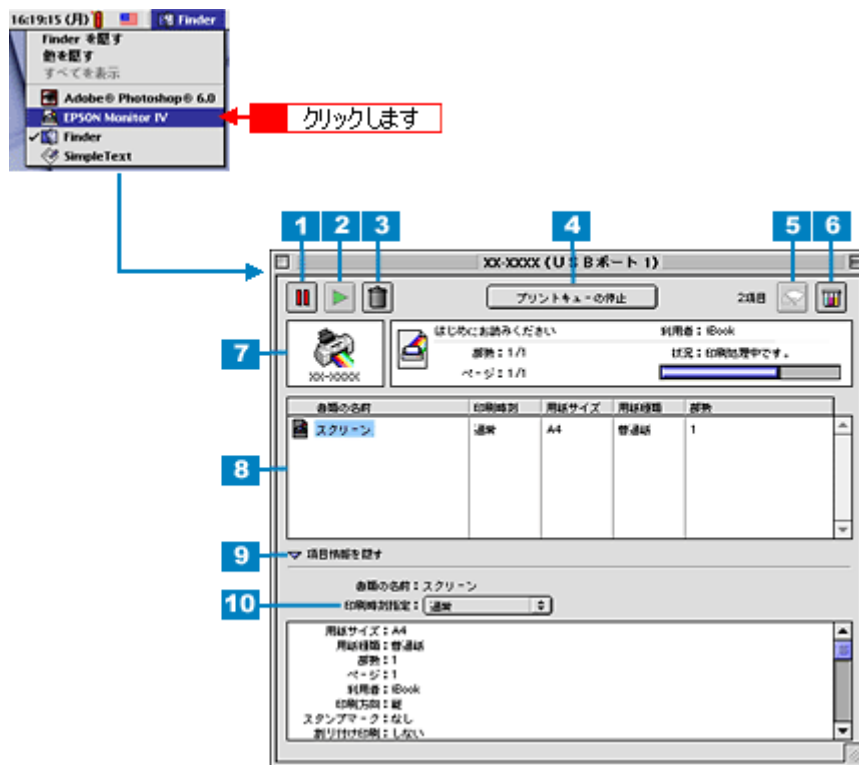 16:19:15 (月) Finder
Finder を隠す
他を隠す
すべてを表示
Adobe® Photoshop® 6.0
EPSON Monitor IV
クリックします
Finder
SimpleText
1 2 3 4 5 6
XX-XXXX (USBポート 1)
プリントキューの停止
2項目
7
XX-XXXX
はじめにお読みください
利用者：iBook
部数：1/1
状況：印刷処理中です。
ページ：1/1
書類の名前 印刷時刻 用紙サイズ 用紙種類 部数
スクリーン 通常 A4 普通紙 1
8
9
項目情報を隠す
書類の名前：スクリーン
10
印刷時刻指定： 通常
用紙サイズ：A4
用紙種類：普通紙
部数：1
ページ：1
利用者：iBook
印刷方向：縦
スタンプマーク：なし
割り付け印刷：しない